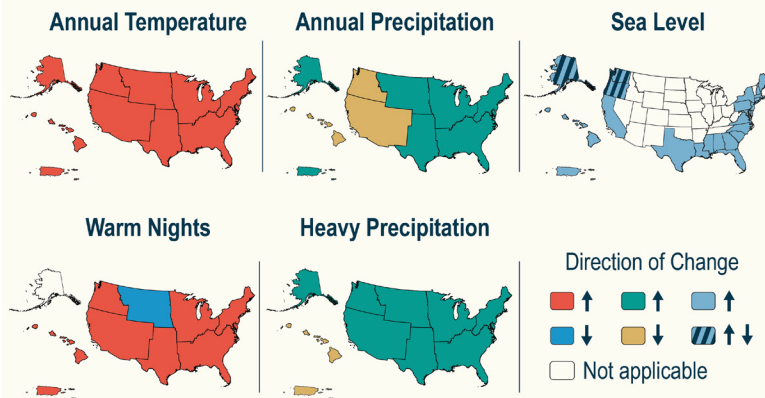 Annual Temperature
Annual Precipitation
Sea Level
Warm Nights
Heavy Precipitation
Direction of Change
Not applicable